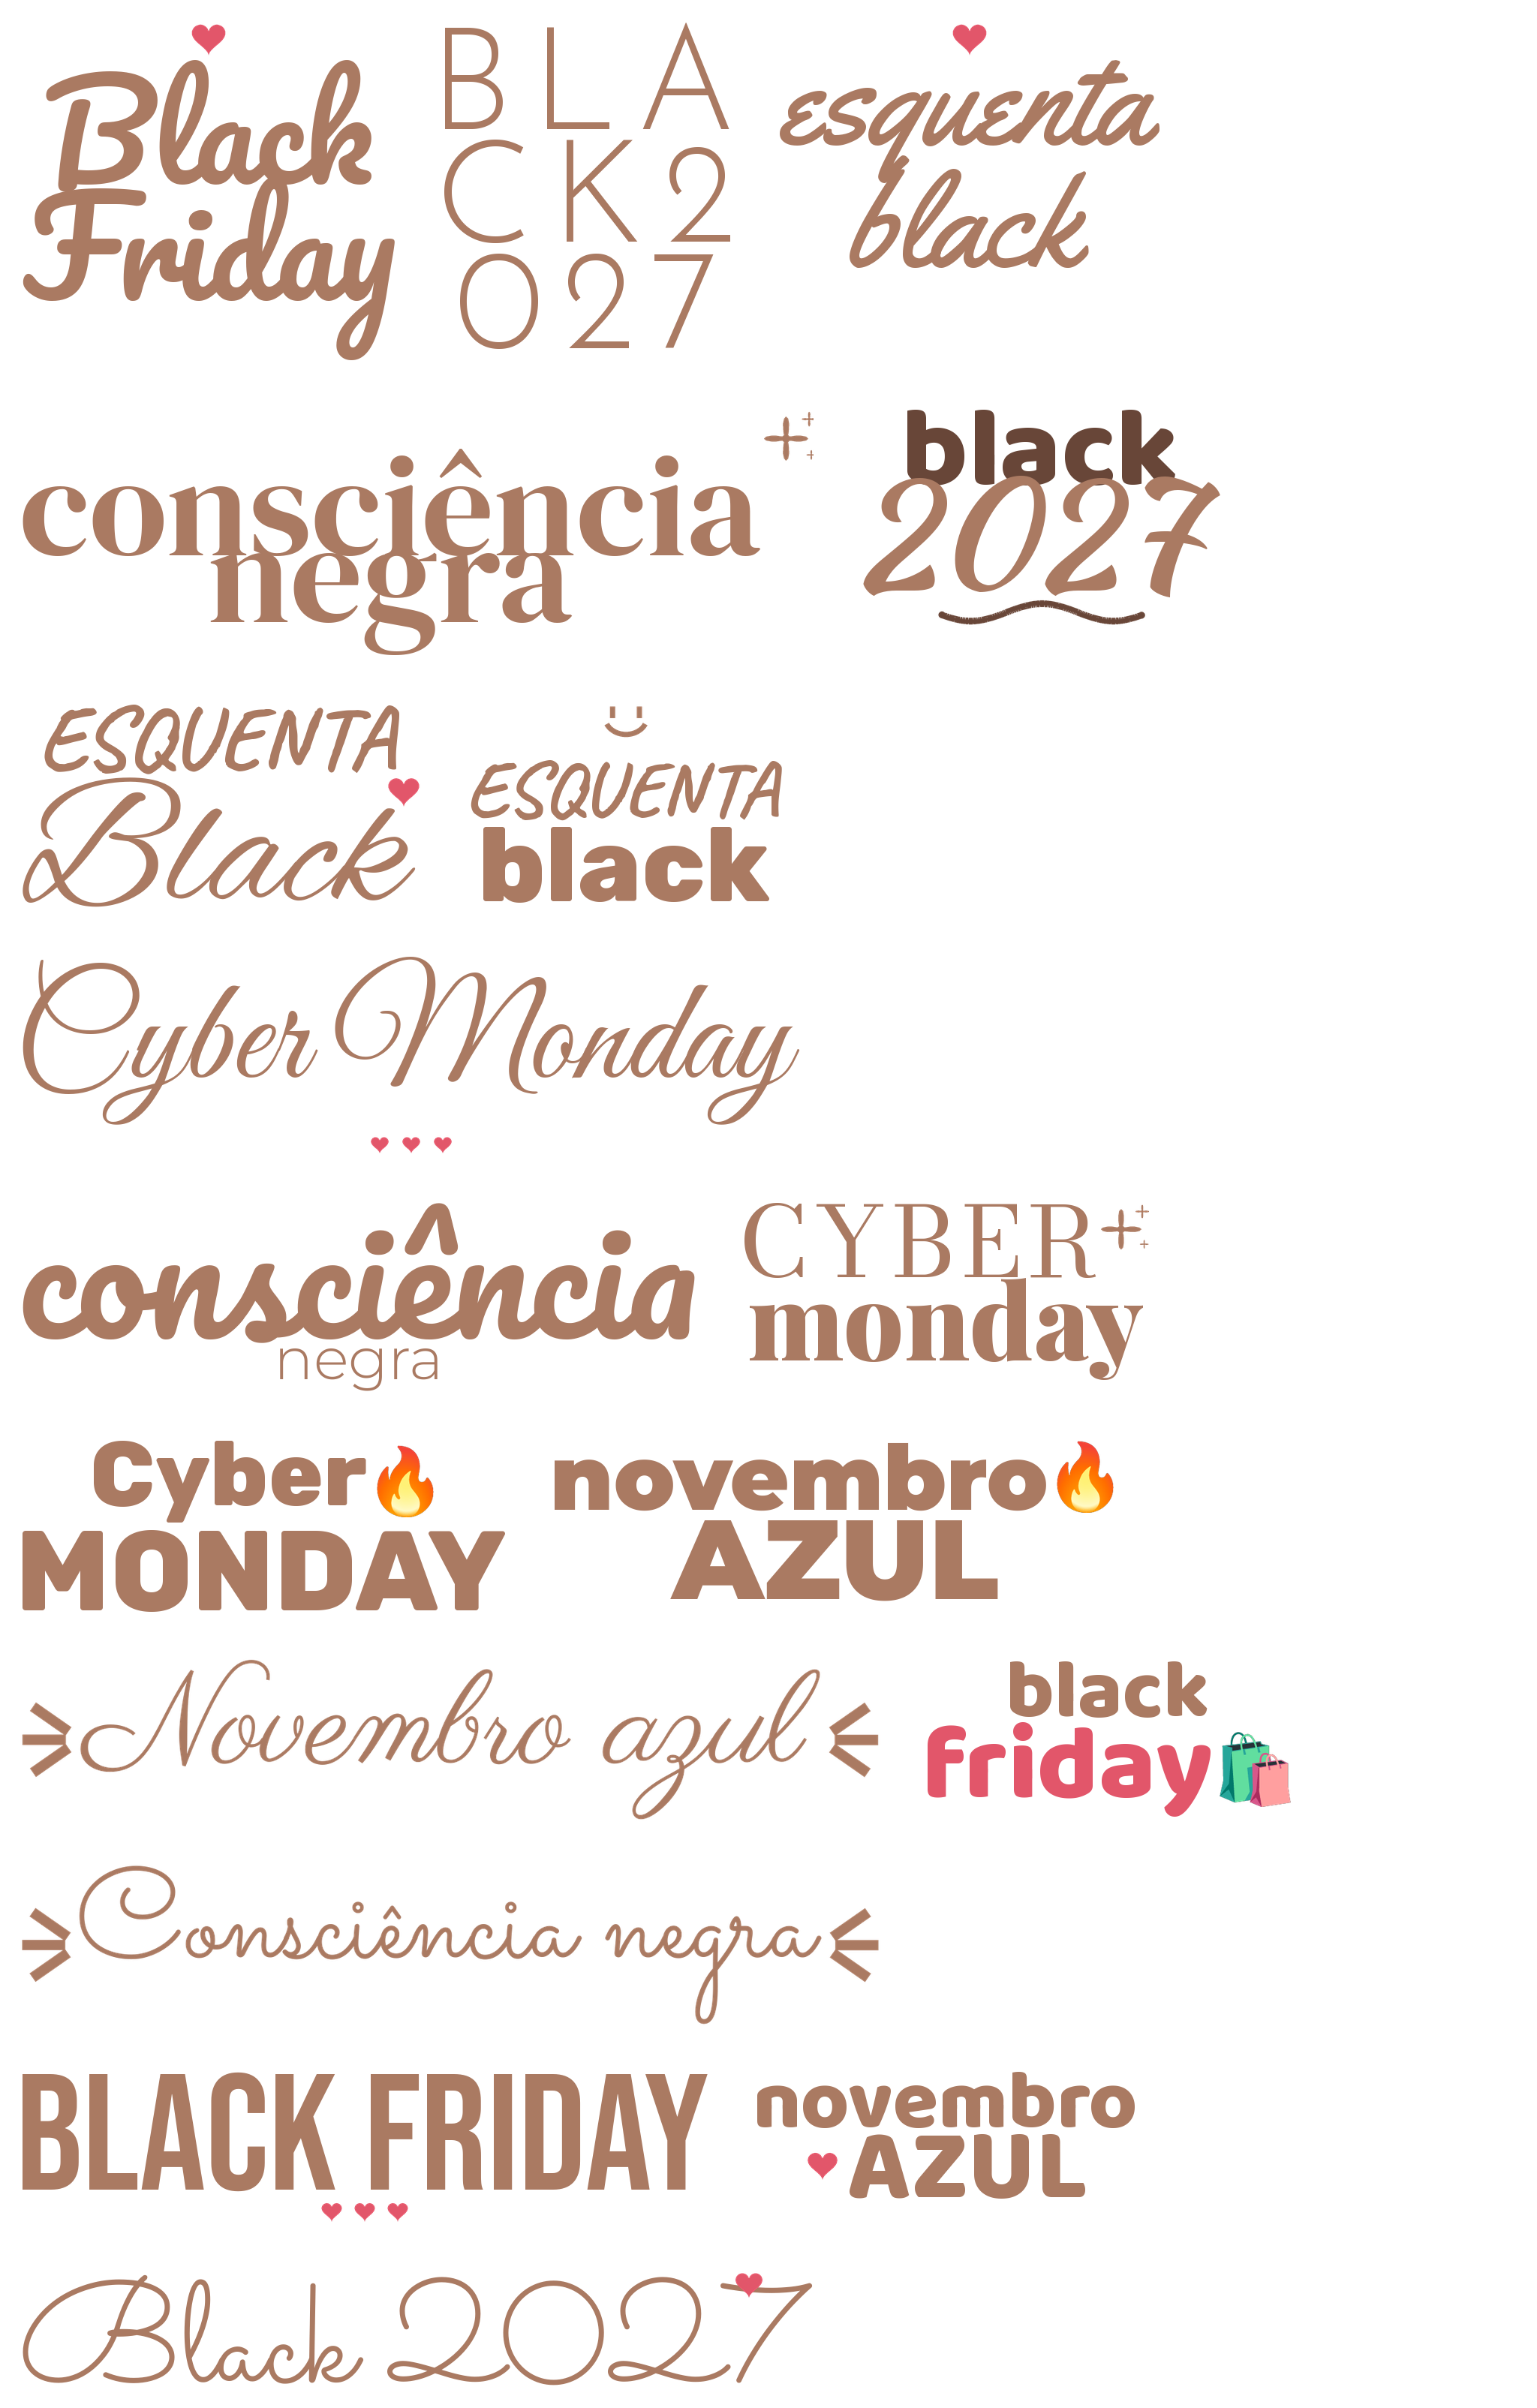 Black
Friday
BLA
CK2
027
esquenta
black
consciência
negra
black
2027
ESQUENTA
Black
ESQUENTA
black
Cyber Monday
consciência
negra
CYBER
monday
Cyber
MONDAY
novembro
AZUL
Novembro azul
black
friday
Consciência negra
BLACK FRIDAY
novembro
AZUL
Black 2027